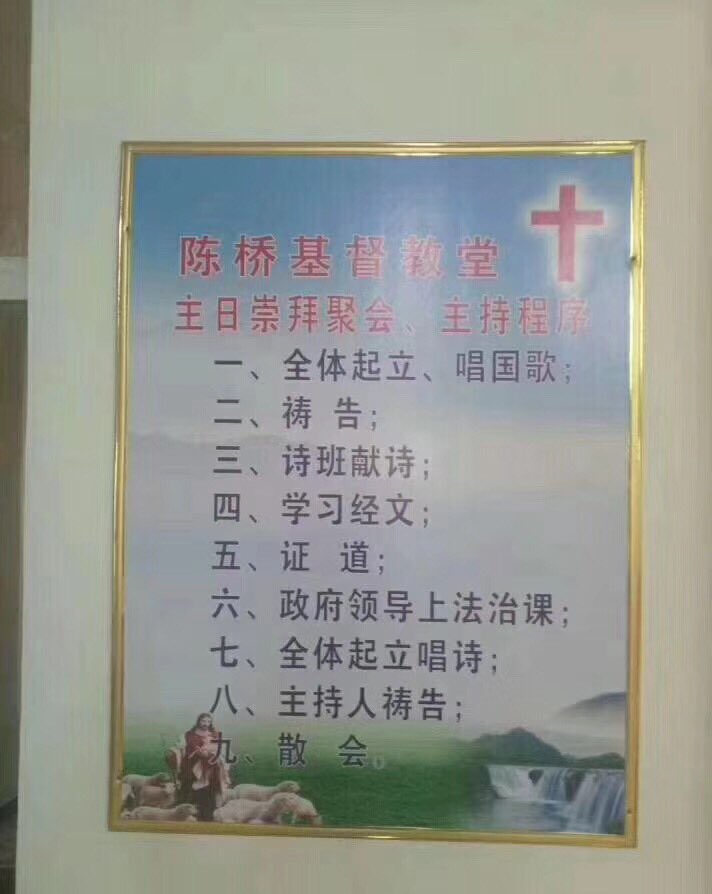 陈桥基督教堂
主日崇拜聚会、主持程序
一、全体起立、唱国歌;
二、祷 告;
三、诗班献诗;
四、学习经文;
五、证 道;
六、政府领导上法治课;
七、全体起立唱诗;
八、主持人祷告;
九、散 会。